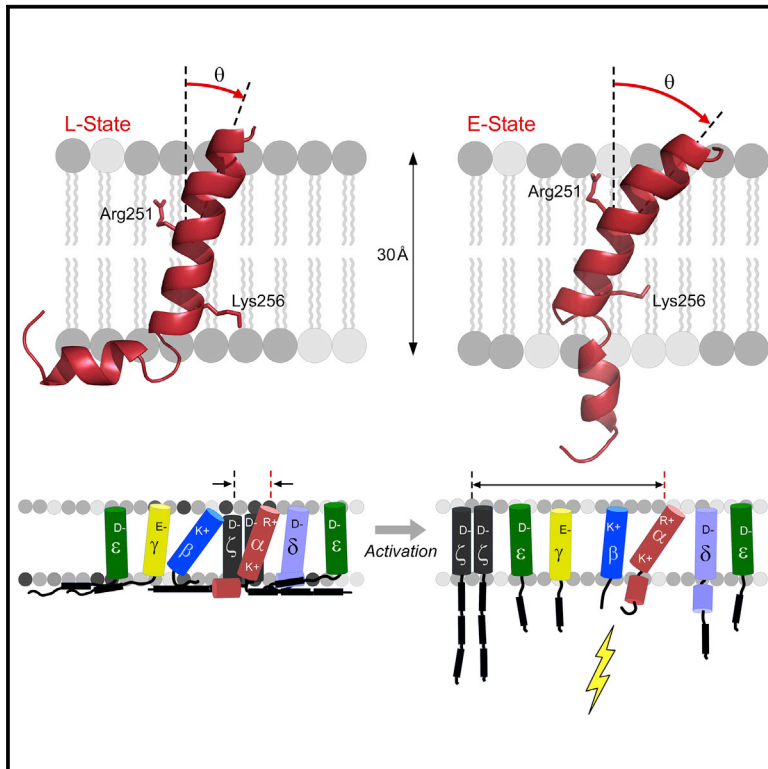 θ
θ
L-State
E-State
Arg251
Arg251
30Å
Lys256
Lys256
D- E- K+ D- D- R+ D- D-
ε γ β ζ α δ ε
K+
Activation
D- D- D- E- K+ R+ D- D-
ζ ζ ε γ β α δ ε
K+